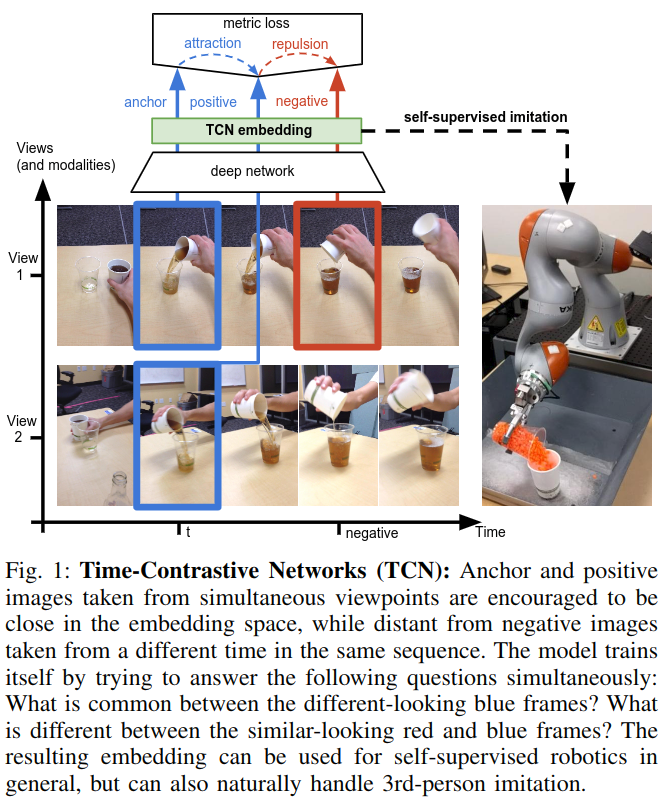 metric loss
attraction
repulsion
anchor
positive
negative
TCN embedding
self-supervised imitation
Views
(and modalities)
deep network
View
1
View
2
t
negative
Time
Fig. 1: Time-Contrastive Networks (TCN): Anchor and positive
images taken from simultaneous viewpoints are encouraged to be
close in the embedding space, while distant from negative images
taken from a different time in the same sequence. The model trains
itself by trying to answer the following questions simultaneously:
What is common between the different-looking blue frames? What
is different between the similar-looking red and blue frames? The
resulting embedding can be used for self-supervised robotics in
general, but can also naturally handle 3rd-person imitation.